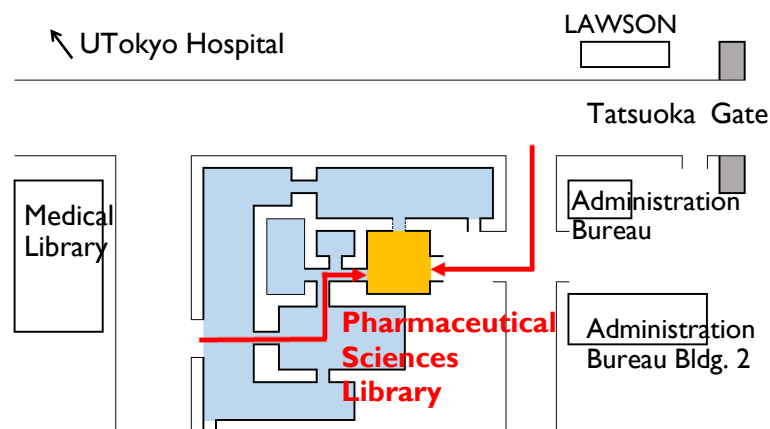 LAWSON
UTokyo Hospital
Tatsuoka Gate
Medical
Library
Administration
Bureau
Pharmaceutical
Sciences
Library
Administration
Bureau Bldg. 2